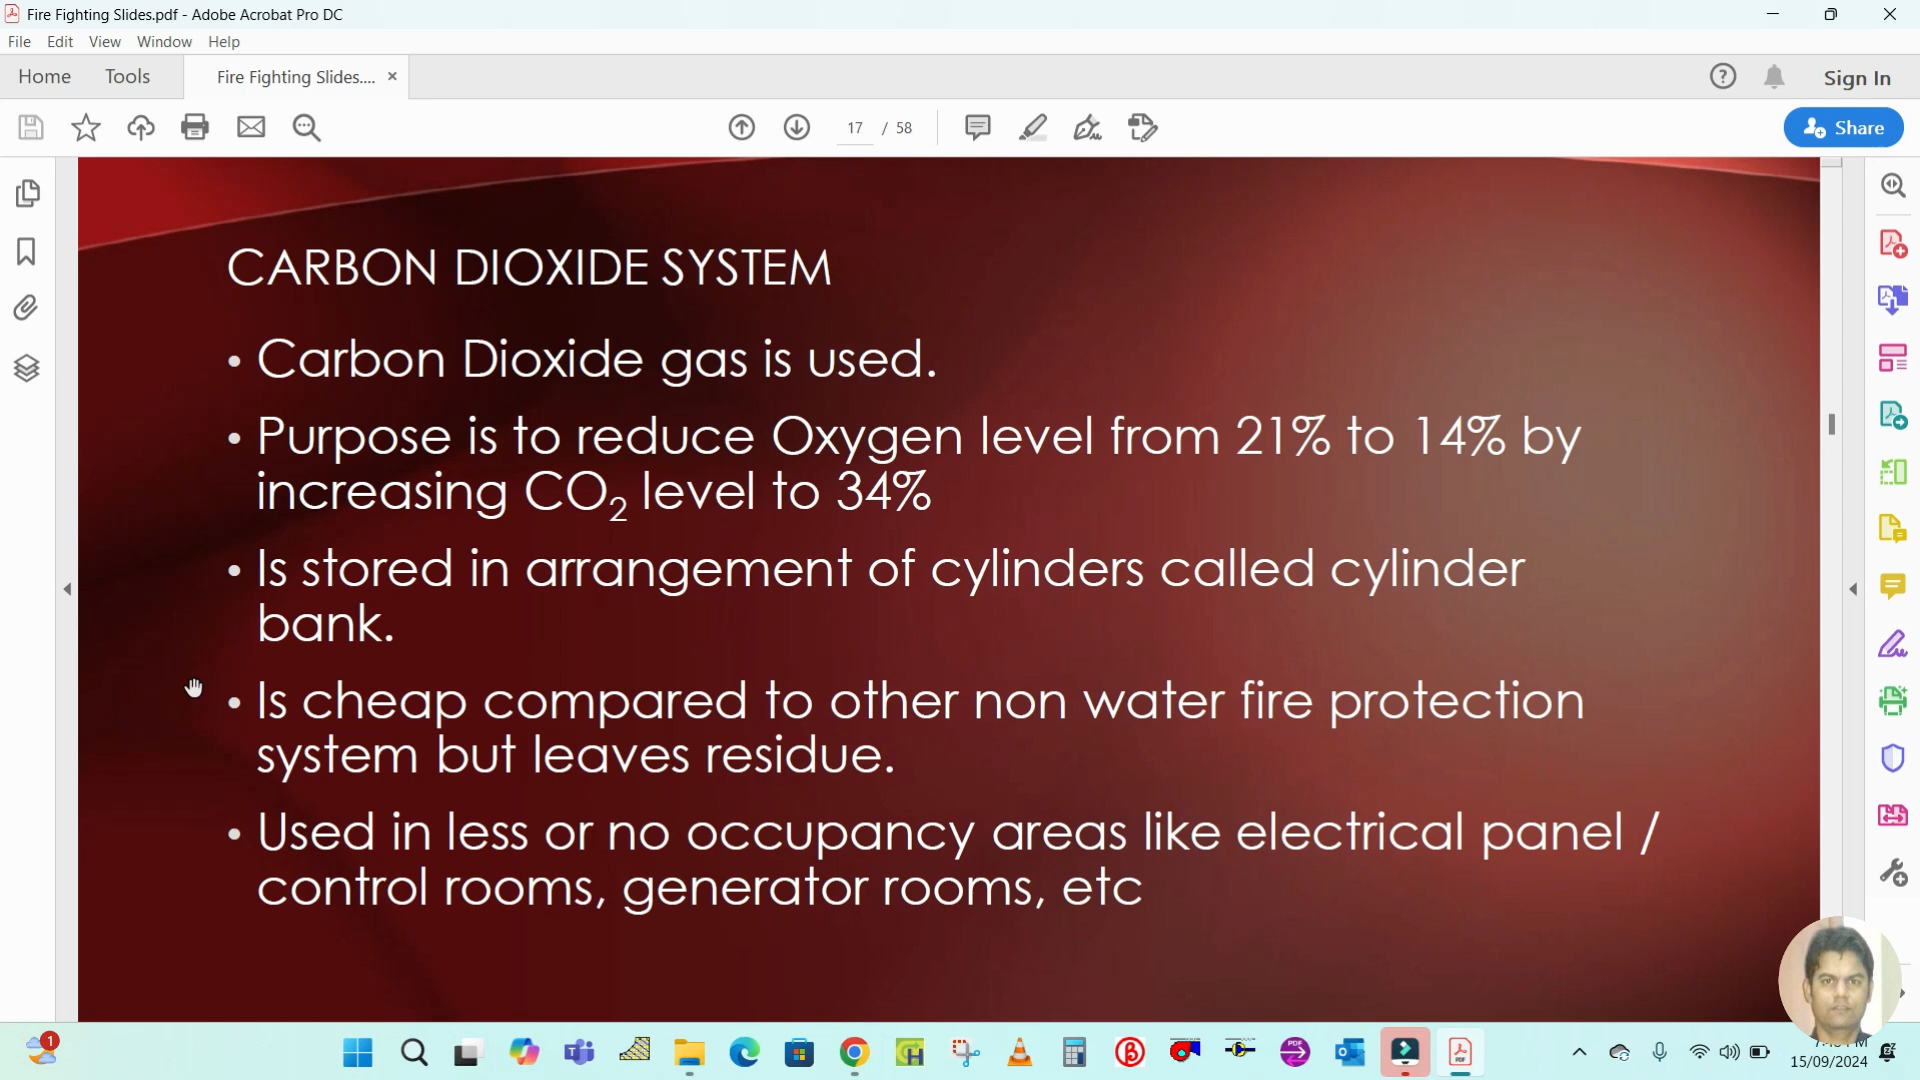 Fire Fighting Slides.pdf - Adobe Acrobat Pro DC
File Edit View Window Help
Home Tools Fire Fighting Slides.... × Sign In
17 / 58 Share
CARBON DIOXIDE SYSTEM
• Carbon Dioxide gas is used.
• Purpose is to reduce Oxygen level from 21% to 14% by
increasing CO₂ level to 34%
• Is stored in arrangement of cylinders called cylinder
bank.
• Is cheap compared to other non water fire protection
system but leaves residue.
• Used in less or no occupancy areas like electrical panel /
control rooms, generator rooms, etc
1
15/09/2024